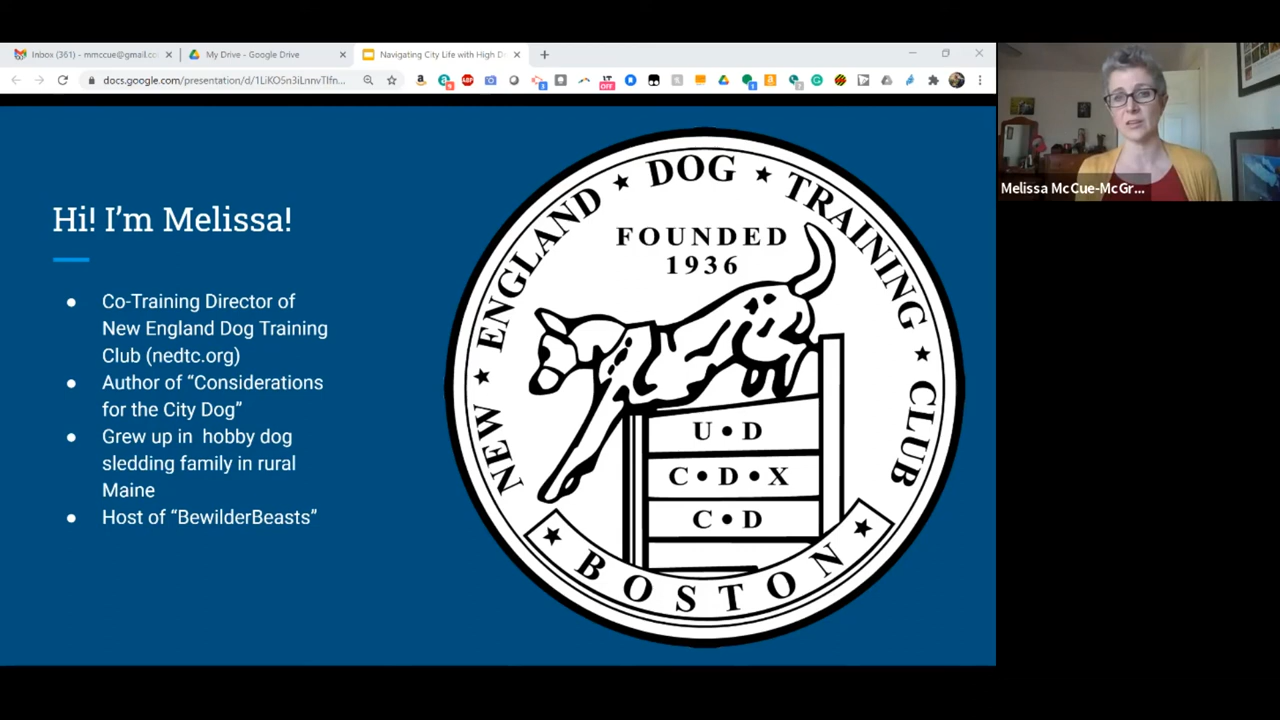 Inbox (361) - mmccue@gmail.co
My Drive - Google Drive
Navigating City Life with High D
docs.google.com/presentation/d/1LiKO5n3iLnnvTlfn...
OFF
Hi! I'm Melissa!
● Co-Training Director of
New England Dog Training
Club (nedtc.org)
● Author of “Considerations
for the City Dog”
● Grew up in hobby dog
sledding family in rural
Maine
● Host of “BewilderBeasts”
NEW ★ ENGLAND ★ DOG ★ TRAINING ★ CLUB
FOUNDED
1936
U•D
C•D•X
C•D
★ BOSTON ★
Melissa McCue-McGr...